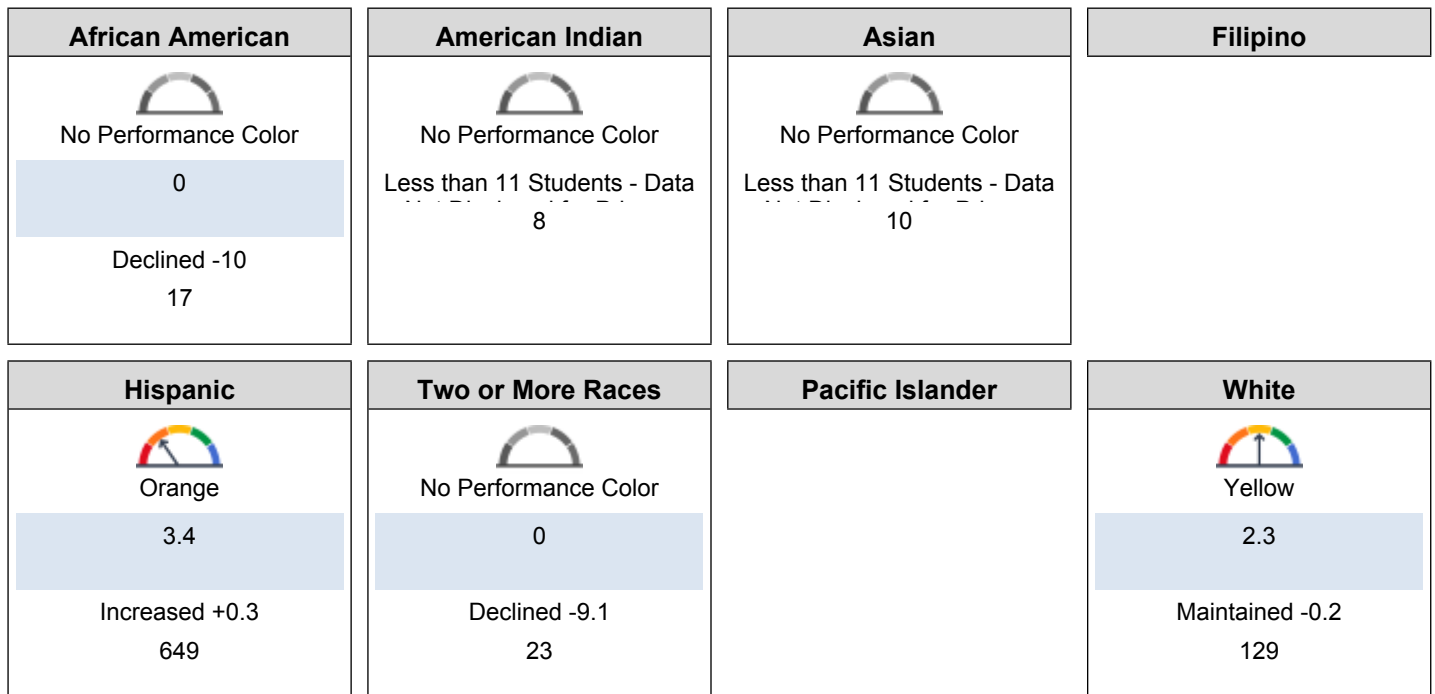 African American
No Performance Color
0
Declined -10
17
American Indian
No Performance Color
Less than 11 Students - Data
8
Asian
No Performance Color
Less than 11 Students - Data
10
Filipino
Hispanic
Orange
3.4
Increased +0.3
649
Two or More Races
No Performance Color
0
Declined -9.1
23
Pacific Islander
White
Yellow
2.3
Maintained -0.2
129